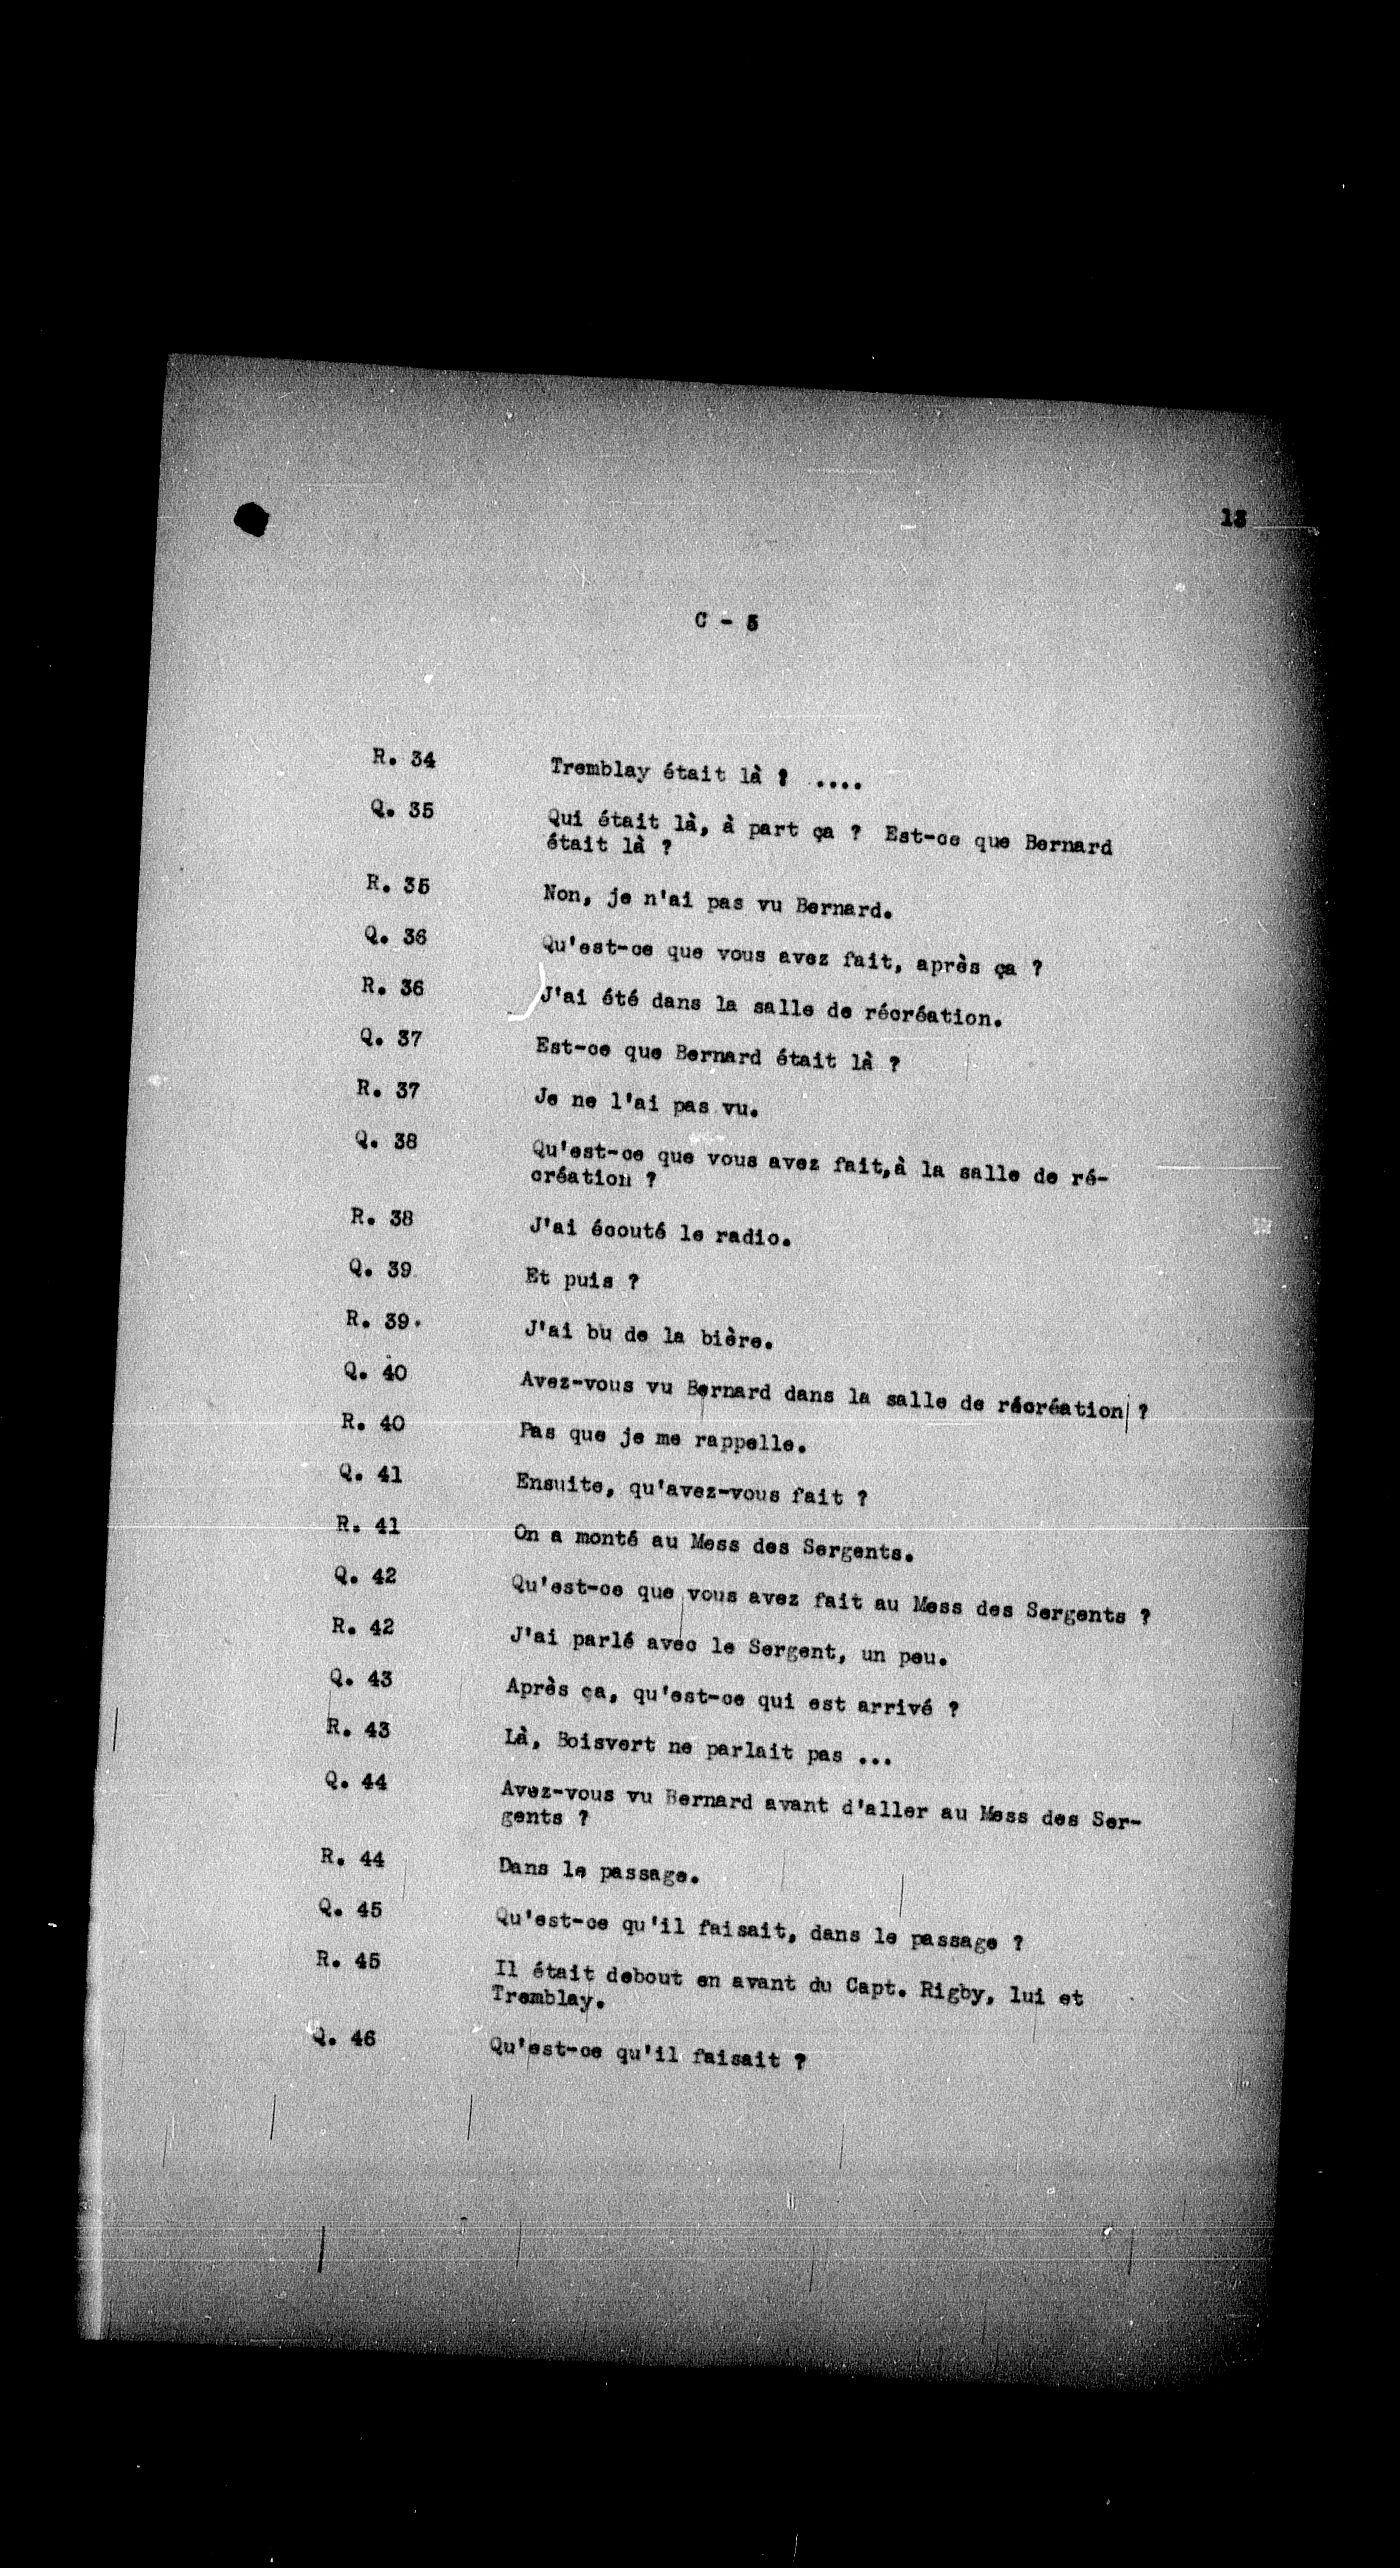 13
C - 5
R. 34 Tremblay était là ? ....
Q. 35 Qui était là, à part ça ? Est-ce que Bernard
était là ?
R. 35 Non, je n'ai pas vu Bernard.
Q. 36 Qu'est-ce que vous avez fait, après ça ?
R. 36 J'ai été dans la salle de récréation.
Q. 37 Est-ce que Bernard était là ?
R. 37 Je ne l'ai pas vu.
Q. 38 Qu'est-ce que vous avez fait,à la salle de ré-
création ?
R. 38 J'ai écouté le radio.
Q. 39 Et puis ?
R. 39. J'ai bu de la bière.
Q. 40 Avez-vous vu Bernard dans la salle de récréation ?
R. 40 Pas que je me rappelle.
Q. 41 Ensuite, qu'avez-vous fait ?
R. 41 On a monté au Mess des Sergents.
Q. 42 Qu'est-ce que vous avez fait au Mess des Sergents ?
R. 42 J'ai parlé avec le Sergent, un peu.
Q. 43 Après ça, qu'est-ce qui est arrivé ?
R. 43 Là, Boisvert ne parlait pas ...
Q. 44 Avez-vous vu Bernard avant d'aller au Mess des Ser-
gents ?
R. 44 Dans le passage.
Q. 45 Qu'est-ce qu'il faisait, dans le passage ?
R. 45 Il était debout en avant du Capt. Rigby, lui et
Tremblay.
Q. 46 Qu'est-ce qu'il faisait ?